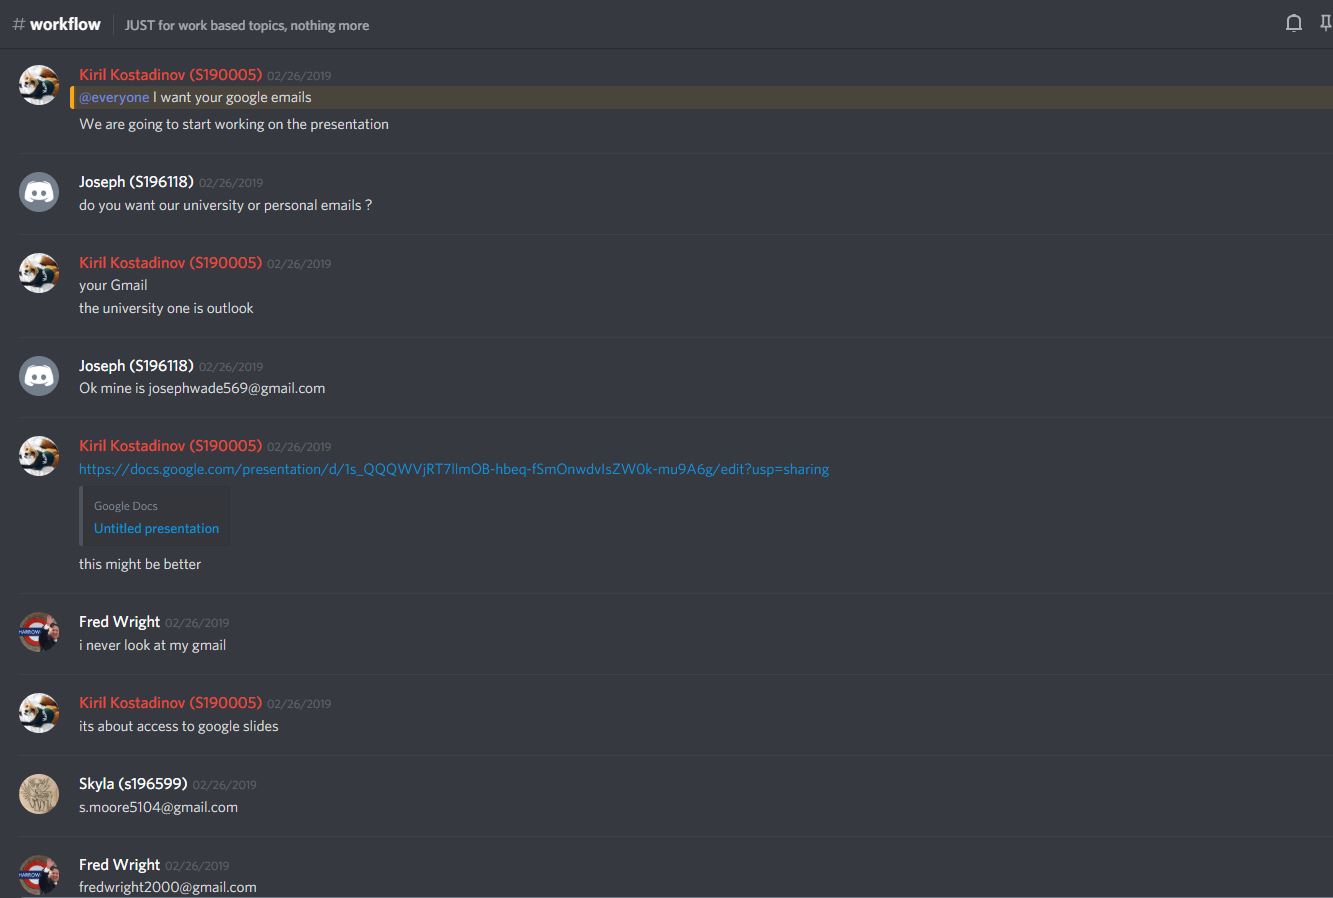 # workflow JUST for work based topics, nothing more
Kiril Kostadinov (S190005) 02/26/2019
@everyone I want your google emails
We are going to start working on the presentation
Joseph (S196118) 02/26/2019
do you want our university or personal emails ?
Kiril Kostadinov (S190005) 02/26/2019
your Gmail
the university one is outlook
Joseph (S196118) 02/26/2019
Ok mine is josephwade569@gmail.com
Kiril Kostadinov (S190005) 02/26/2019
https://docs.google.com/presentation/d/1s_QQQWVjRT7llmOB-hbeq-fSmOnwdvIsZW0k-mu9A6g/edit?usp=sharing
Google Docs
Untitled presentation
this might be better
Fred Wright 02/26/2019
HARROW
i never look at my gmail
Kiril Kostadinov (S190005) 02/26/2019
its about access to google slides
Skyla (s196599) 02/26/2019
s.moore5104@gmail.com
Fred Wright 02/26/2019
HARROW
fredwright2000@gmail.com